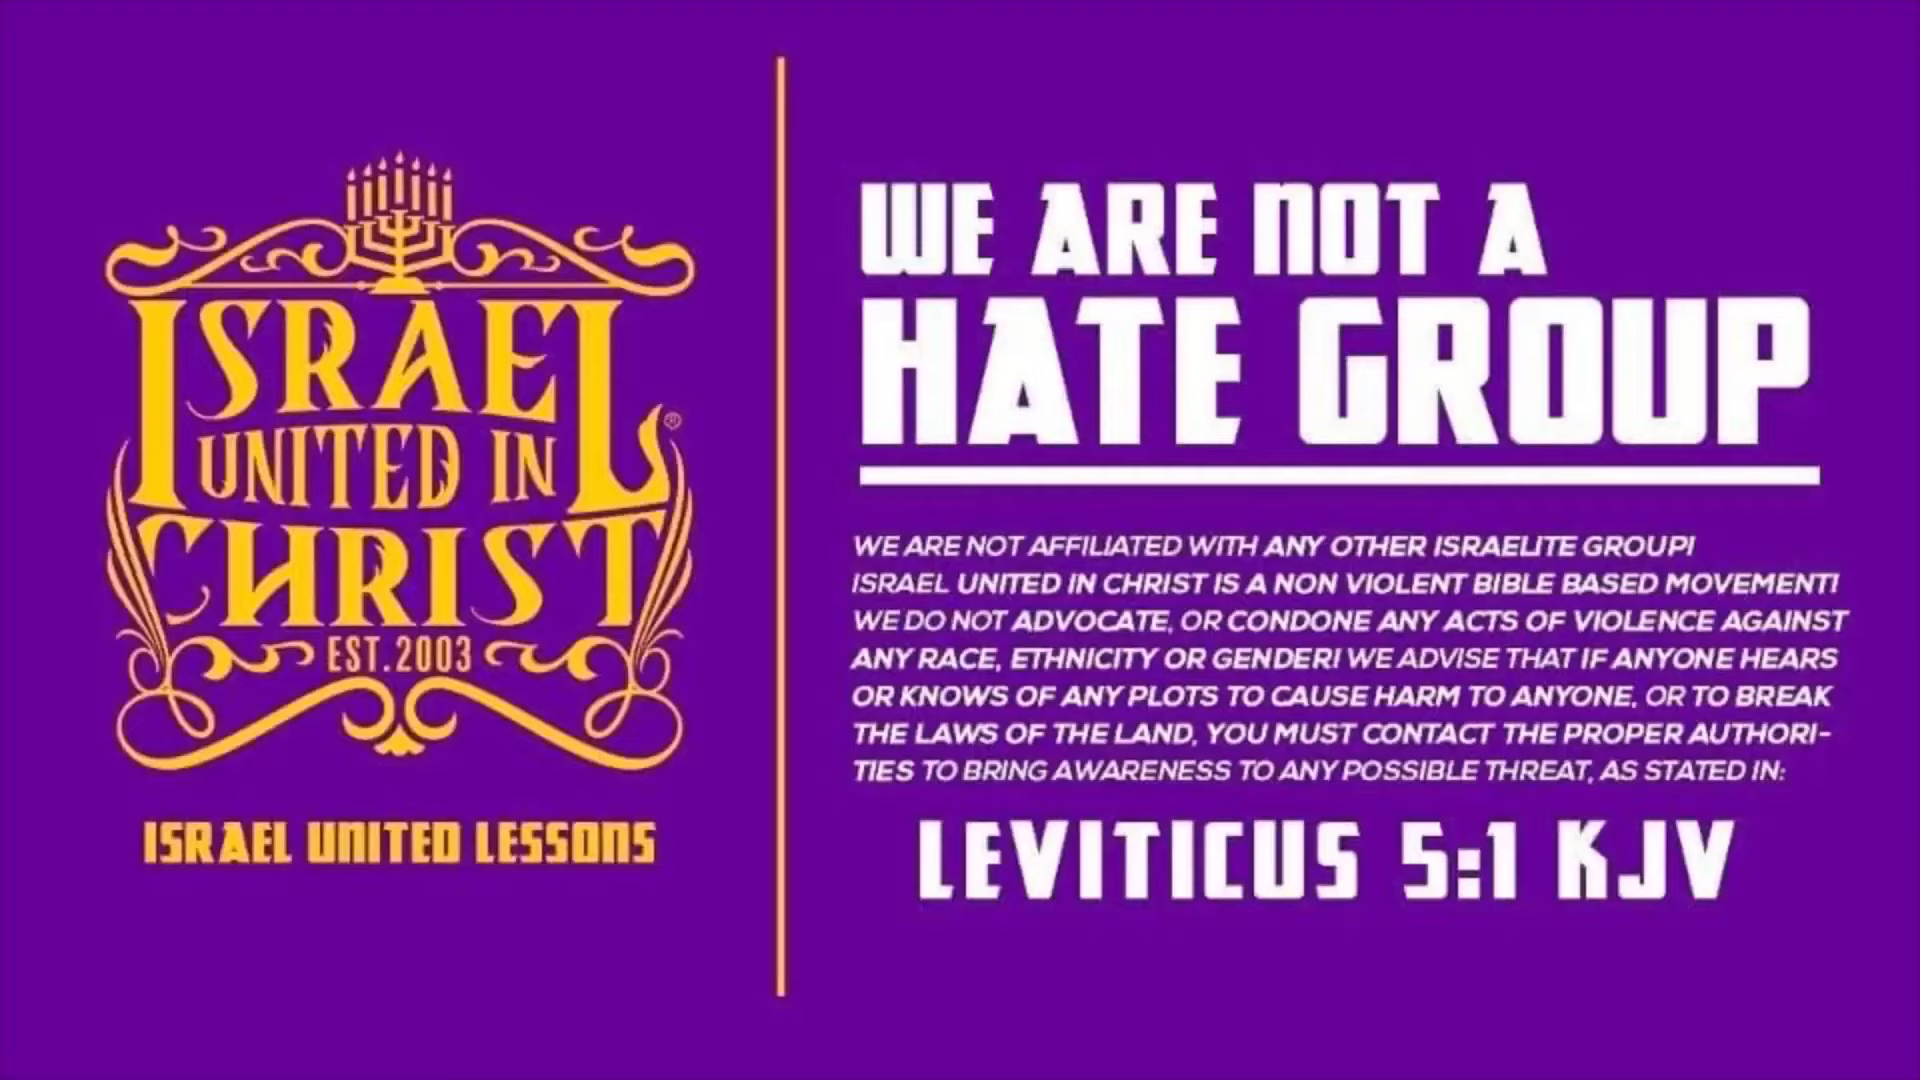 ISRAEL
UNITED IN
CHRIST®
EST. 2003
ISRAEL UNITED LESSONS
WE ARE NOT A
HATE GROUP
WE ARE NOT AFFILIATED WITH ANY OTHER ISRAELITE GROUP!
ISRAEL UNITED IN CHRIST IS A NON VIOLENT BIBLE BASED MOVEMENT!
WE DO NOT ADVOCATE, OR CONDONE ANY ACTS OF VIOLENCE AGAINST
ANY RACE, ETHNICITY OR GENDER! WE ADVISE THAT IF ANYONE HEARS
OR KNOWS OF ANY PLOTS TO CAUSE HARM TO ANYONE, OR TO BREAK
THE LAWS OF THE LAND, YOU MUST CONTACT THE PROPER AUTHORI-
TIES TO BRING AWARENESS TO ANY POSSIBLE THREAT, AS STATED IN:
LEVITICUS 5:1 KJV